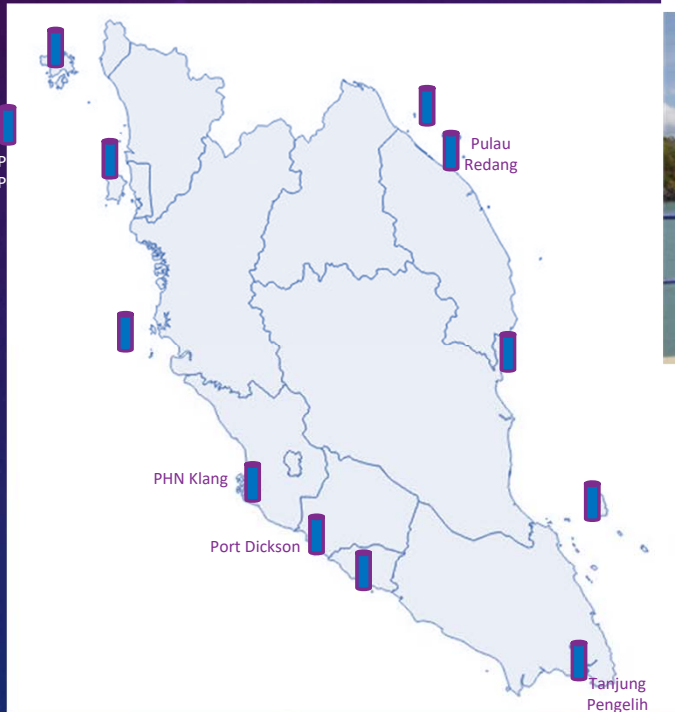 P
P
Pulau
Redang
PHN Klang
Port Dickson
Tanjung
Pengelih